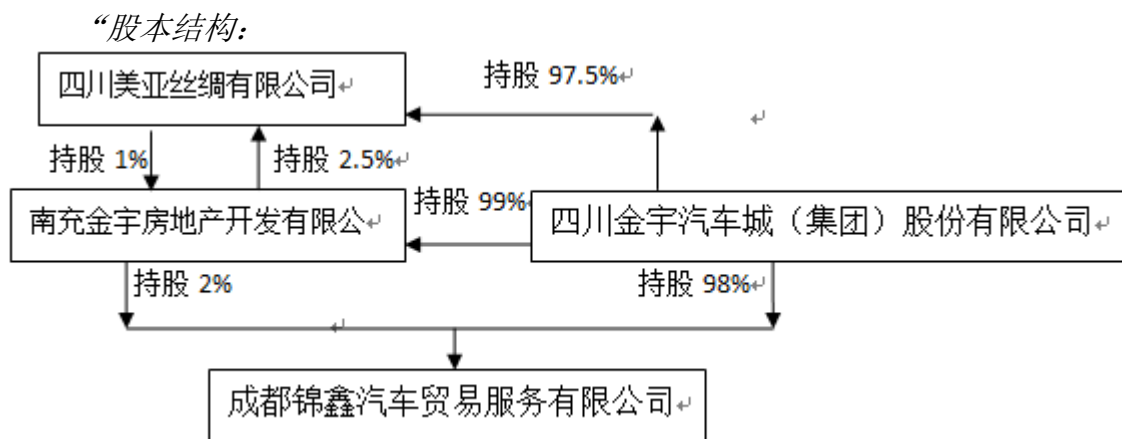 “股本结构：
四川美亚丝绸有限公司↵
持股 97.5%↵
↵
持股 1%
持股 2.5%↵
南充金宇房地产开发有限公↵
持股 99%
四川金宇汽车城（集团）股份有限公司↵
持股 2%
持股 98%↵
↵
成都锦鑫汽车贸易服务有限公司↵